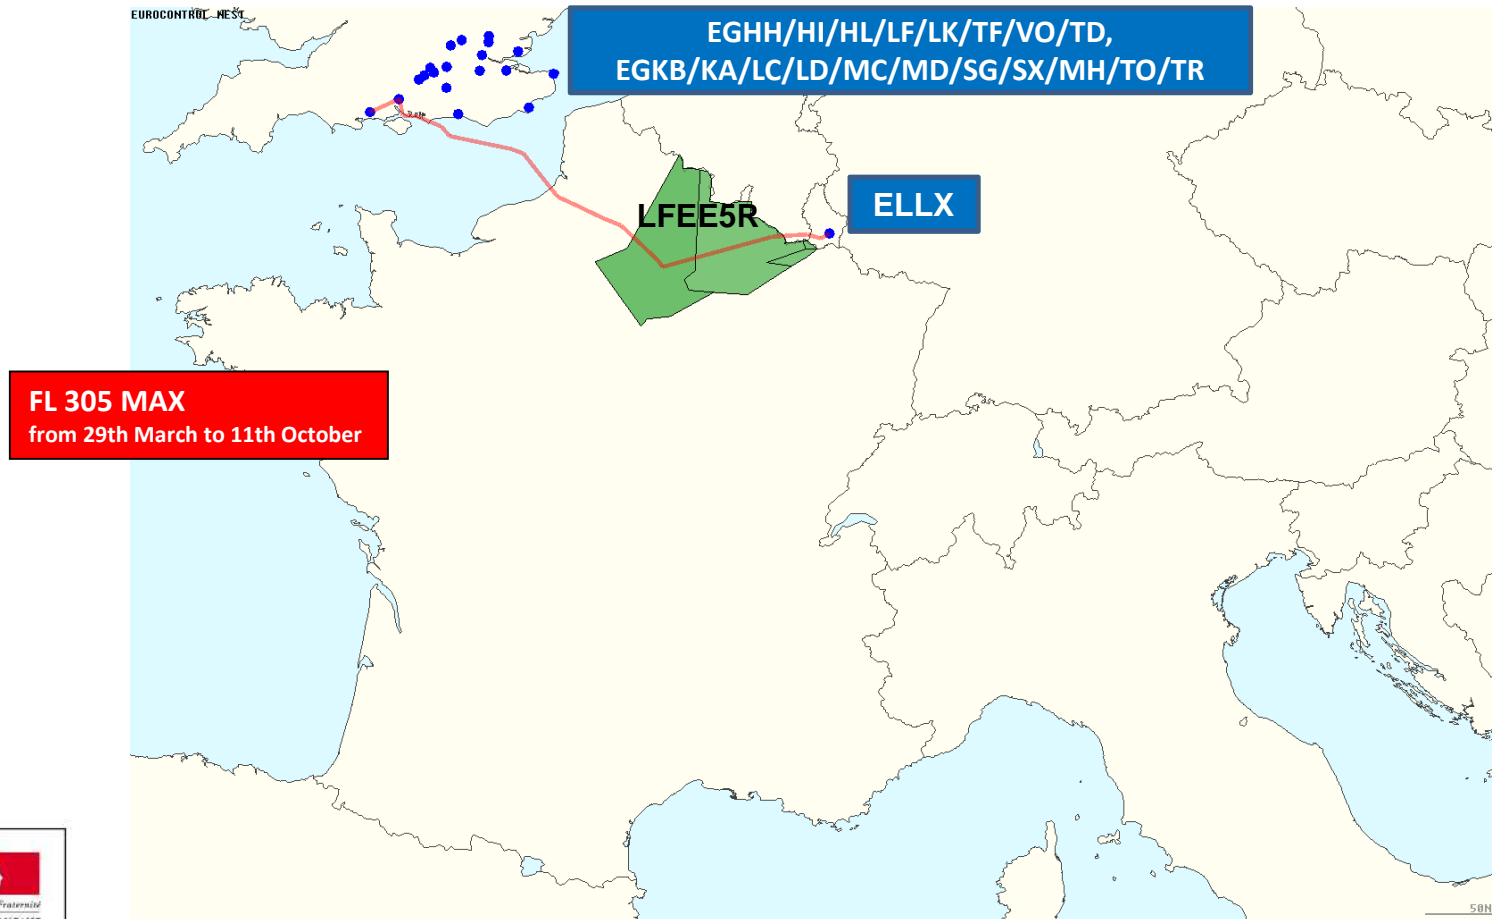 EUROCONTROL NEST
EGHH/HI/HL/LF/LK/TF/VO/TD,
EGKB/KA/LC/LD/MC/MD/SG/SX/MH/TO/TR
LFEE5R
ELLX
FL 305 MAX
from 29th March to 11th October
Fraternité
50N